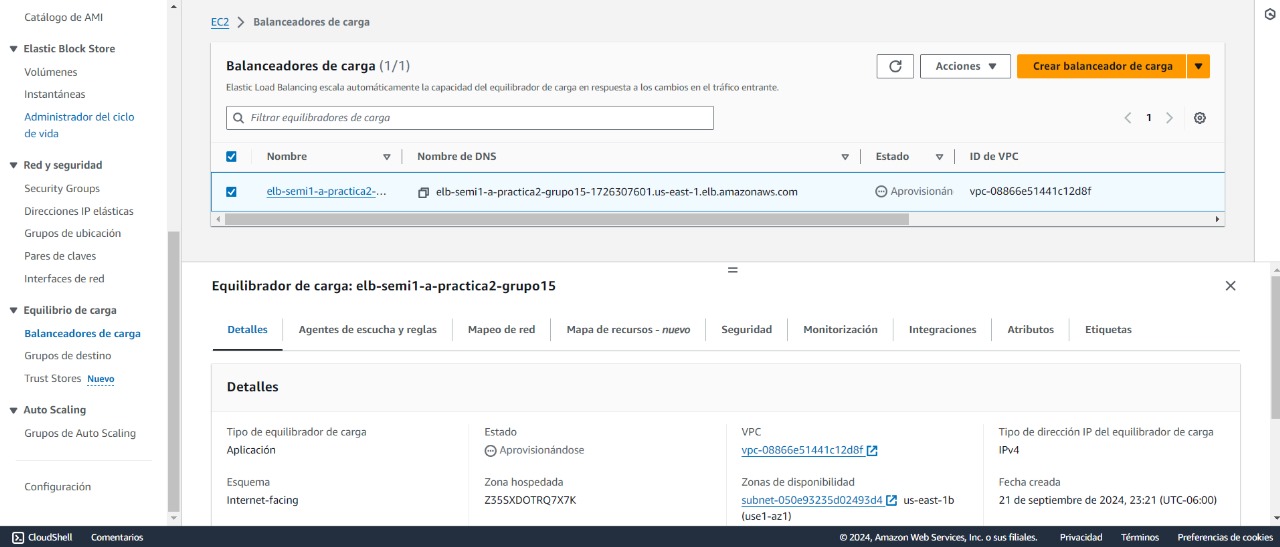 Catálogo de AMI
Elastic Block Store
Volúmenes
Instantáneas
Administrador del ciclo
de vida
Red y seguridad
Security Groups
Direcciones IP elásticas
Grupos de ubicación
Pares de claves
Interfaces de red
Equilibrio de carga
Balanceadores de carga
Grupos de destino
Trust Stores Nuevo
Auto Scaling
Grupos de Auto Scaling
Configuración
EC2 > Balanceadores de carga
Balanceadores de carga (1/1)
Acciones
Crear balanceador de carga
Elastic Load Balancing escala automáticamente la capacidad del equilibrador de carga en respuesta a los cambios en el tráfico entrante.
Filtrar equilibradores de carga
< 1 >
Nombre Nombre de DNS Estado ID de VPC
elb-semi1-a-practica2-... elb-semi1-a-practica2-grupo15-1726307601.us-east-1.elb.amazonaws.com Aprovisionán vpc-08866e51441c12d8f
Equilibrador de carga: elb-semi1-a-practica2-grupo15
Detalles Agentes de escucha y reglas Mapeo de red Mapa de recursos - nuevo Seguridad Monitorización Integraciones Atributos Etiquetas
Detalles
Tipo de equilibrador de carga
Aplicación
Estado
Aprovisionándose
VPC
vpc-08866e51441c12d8f
Tipo de dirección IP del equilibrador de carga
IPv4
Esquema
Internet-facing
Zona hospedada
Z35SXDOTRQ7X7K
Zonas de disponibilidad
subnet-050e93235d02493d4 us-east-1b
(use1-az1)
Fecha creada
21 de septiembre de 2024, 23:21 (UTC-06:00)
CloudShell Comentarios © 2024, Amazon Web Services, Inc. o sus filiales. Privacidad Términos Preferencias de cookies